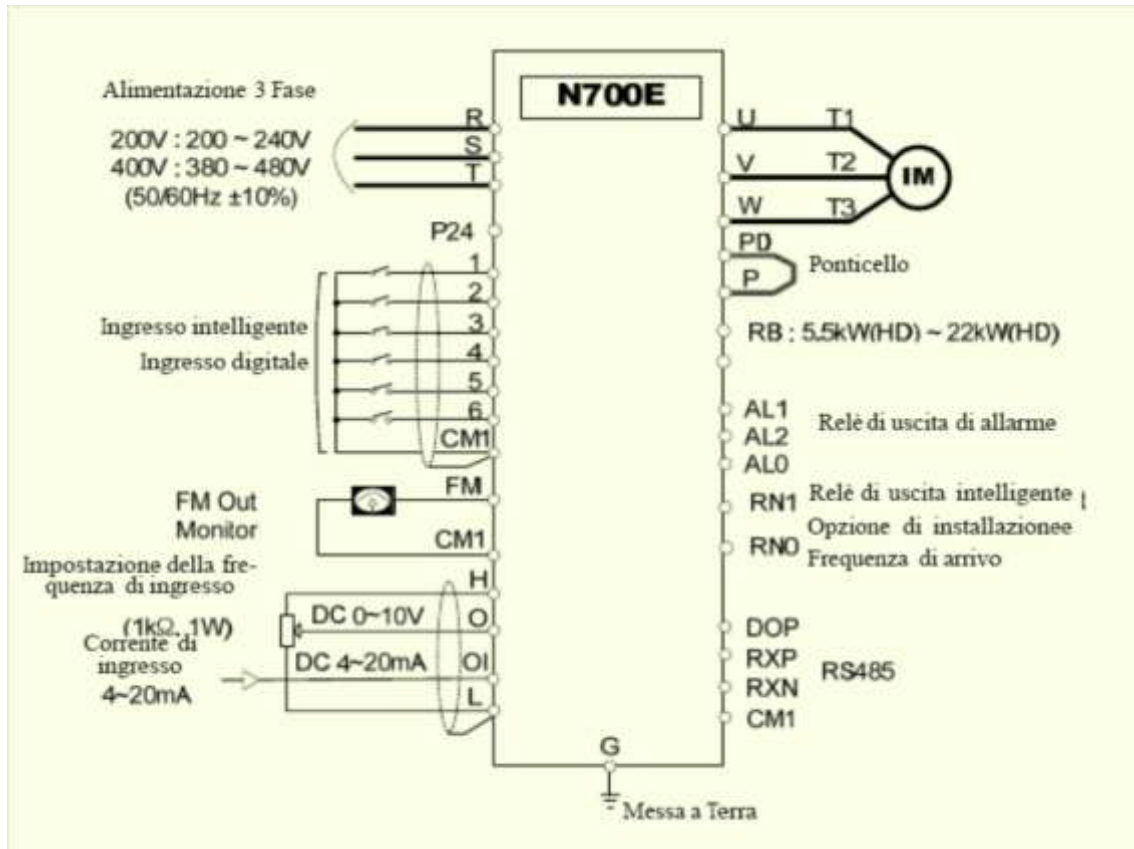 N700E
Alimentazione 3 Fase
200V : 200 ~ 240V
400V : 380 ~ 480V
(50/60Hz ±10%)
R
S
T
P24
1
2
3
4
5
6
CM1
Ingresso intelligente
Ingresso digitale
FM
CM1
FM Out
Monitor
Impostazione della fre-
quenza di ingresso
(1kΩ, 1W)
Corrente di
ingresso
4~20mA
H
DC 0~10V O
DC 4~20mA OI
L
U T1
V T2
W T3
IM
PD
P
Ponticello
RB : 5.5kW(HD) ~ 22kW(HD)
AL1
AL2
AL0
Relè di uscita di allarme
RN1
RN0
Relè di uscita intelligente
Opzione di installazionee
Frequenza di arrivo
DOP
RXP
RXN
CM1
RS485
G
Messa a Terra